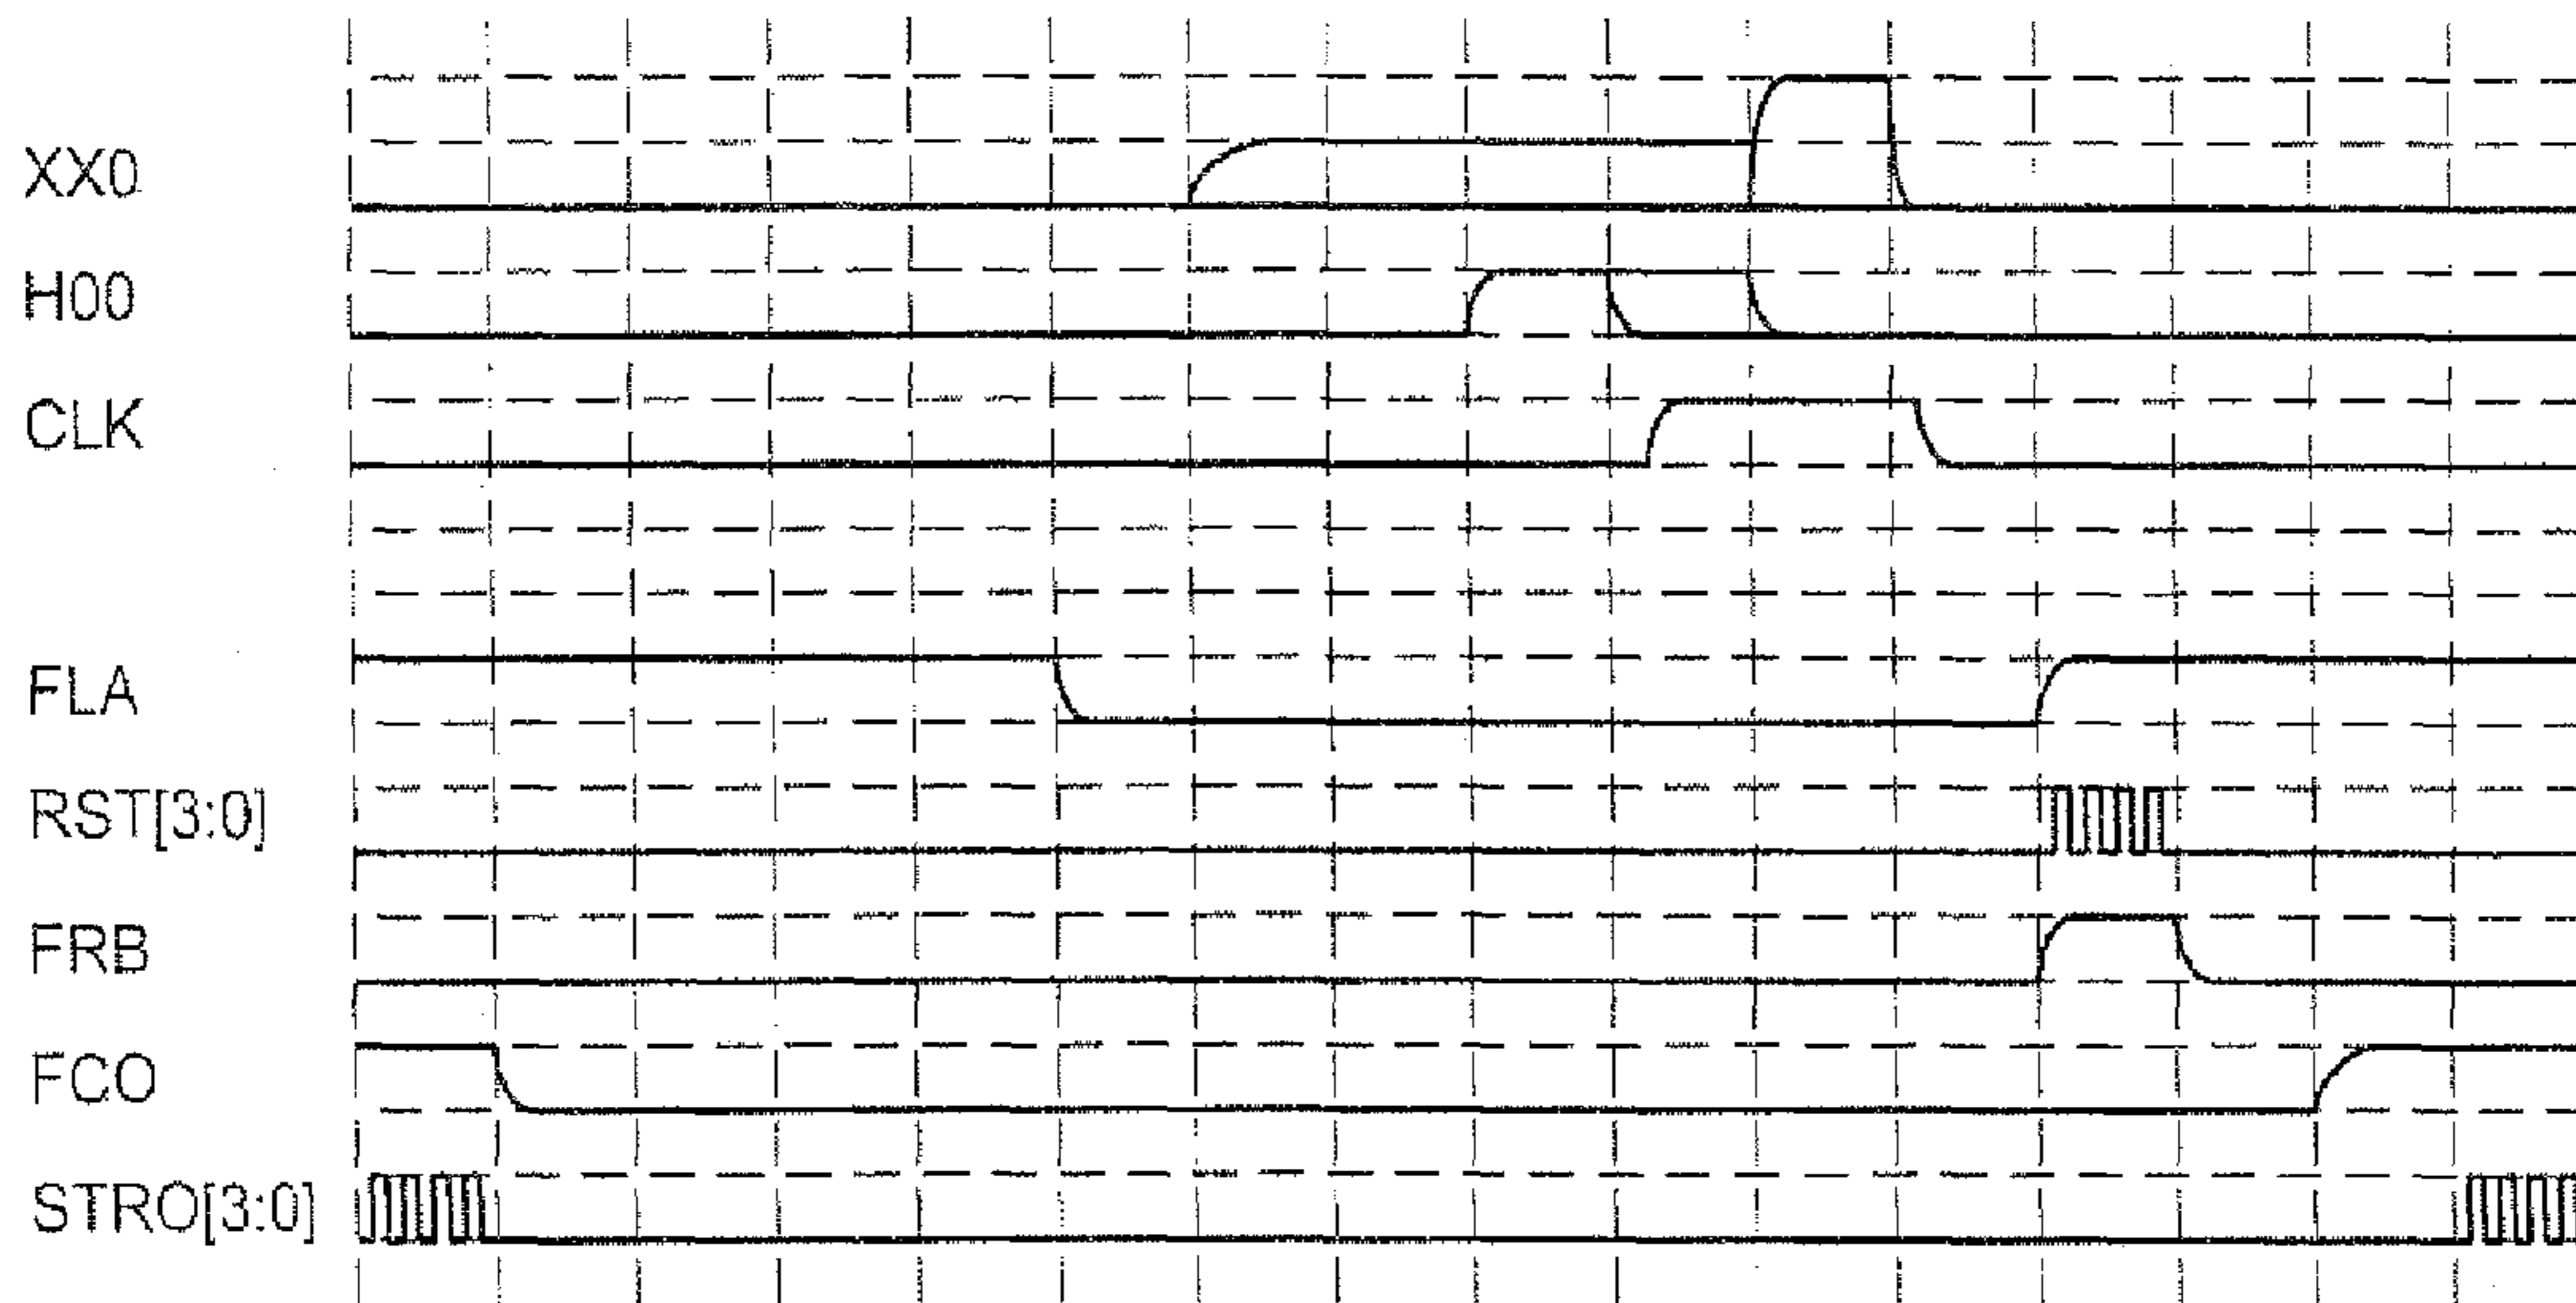 XX0
H00
CLK
FLA
RST[3:0]
FRB
FCO
STRO[3:0]